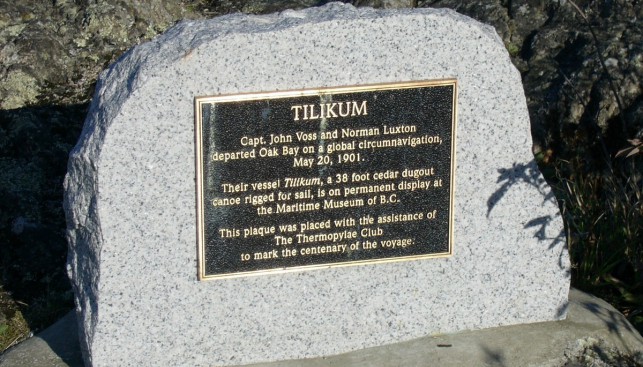 TILIKUM
Capt. John Voss and Norman Luxton
departed Oak Bay on a global circumnavigation,
May 20, 1901.
Their vessel Tilikum, a 38 foot cedar dugout
canoe rigged for sail, is on permanent display at
the Maritime Museum of B.C.
This plaque was placed with the assistance of
The Thermopylae Club
to mark the centenary of the voyage.